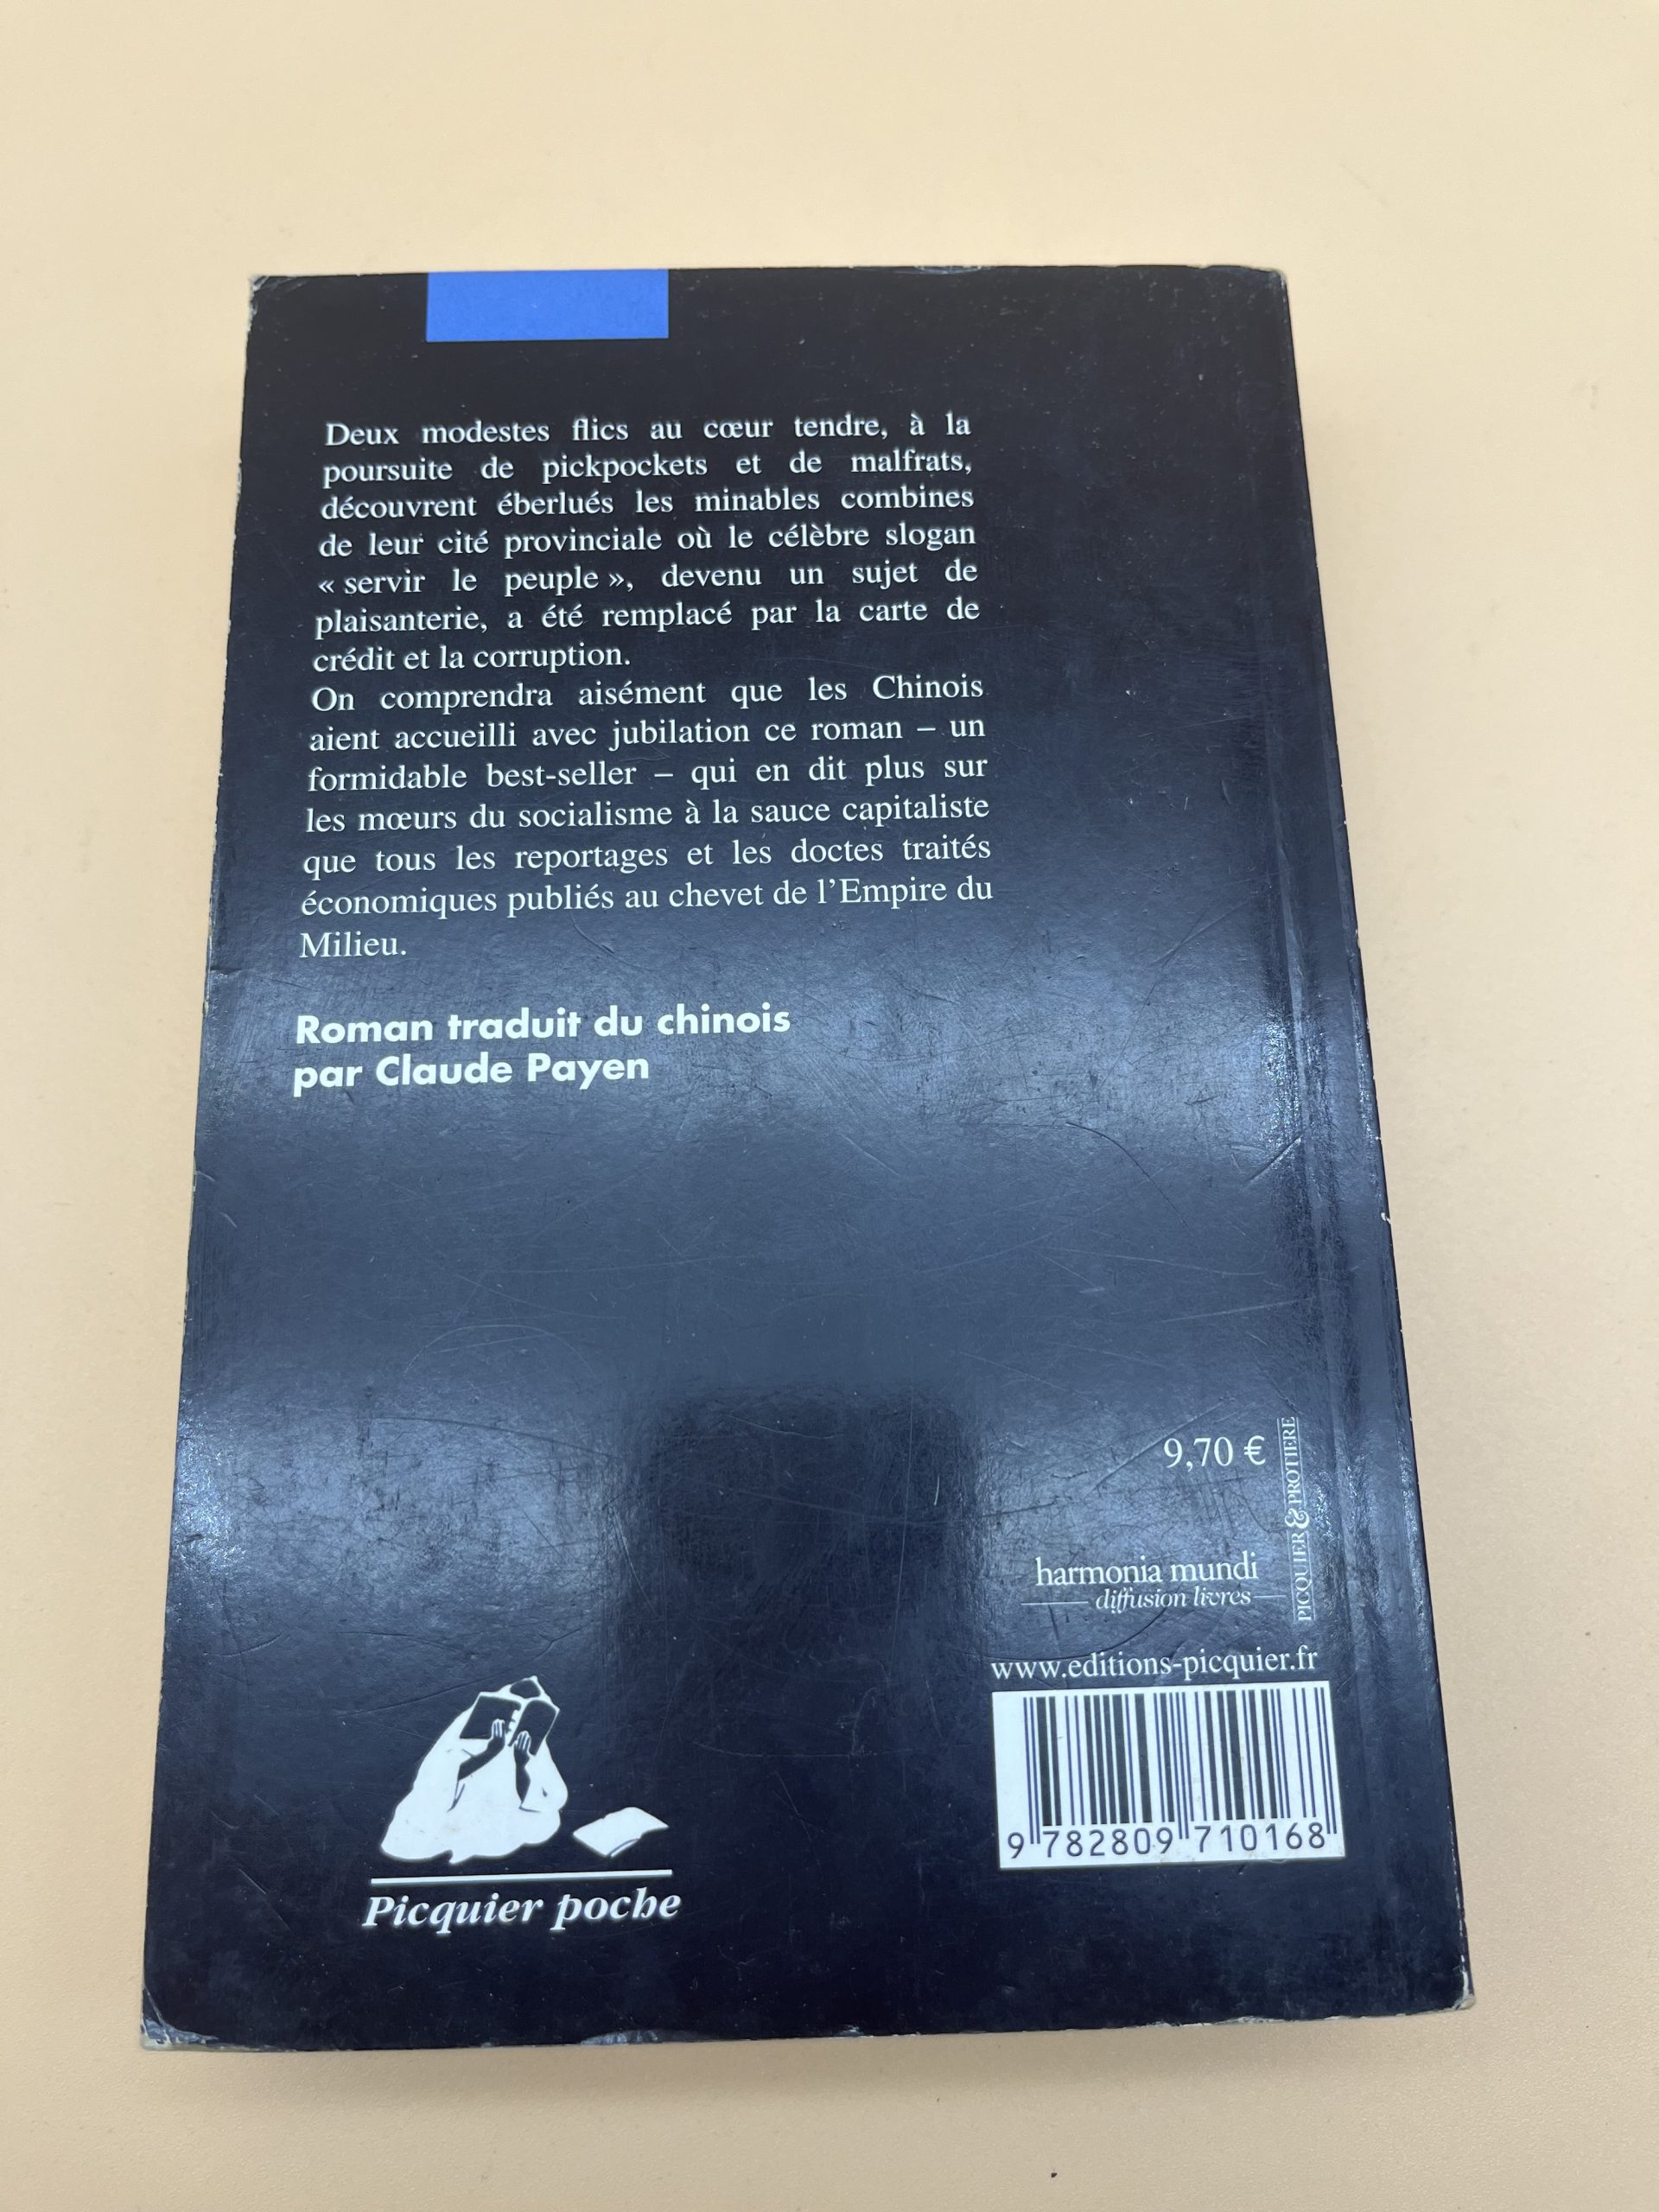 Deux modestes flics au cœur tendre, à la
poursuite de pickpockets et de malfrats,
découvrent éberlués les minables combines
de leur cité provinciale où le célèbre slogan
« servir le peuple », devenu un sujet de
plaisanterie, a été remplacé par la carte de
crédit et la corruption.
On comprendra aisément que les Chinois
aient accueilli avec jubilation ce roman – un
formidable best-seller – qui en dit plus sur
les mœurs du socialisme à la sauce capitaliste
que tous les reportages et les doctes traités
économiques publiés au chevet de l’Empire du
Milieu.
Roman traduit du chinois
par Claude Payen
9,70 €
PICQUIER & PROTIERE
harmonia mundi
diffusion livres
www.editions-picquier.fr
9 782809 710168
Picquier poche